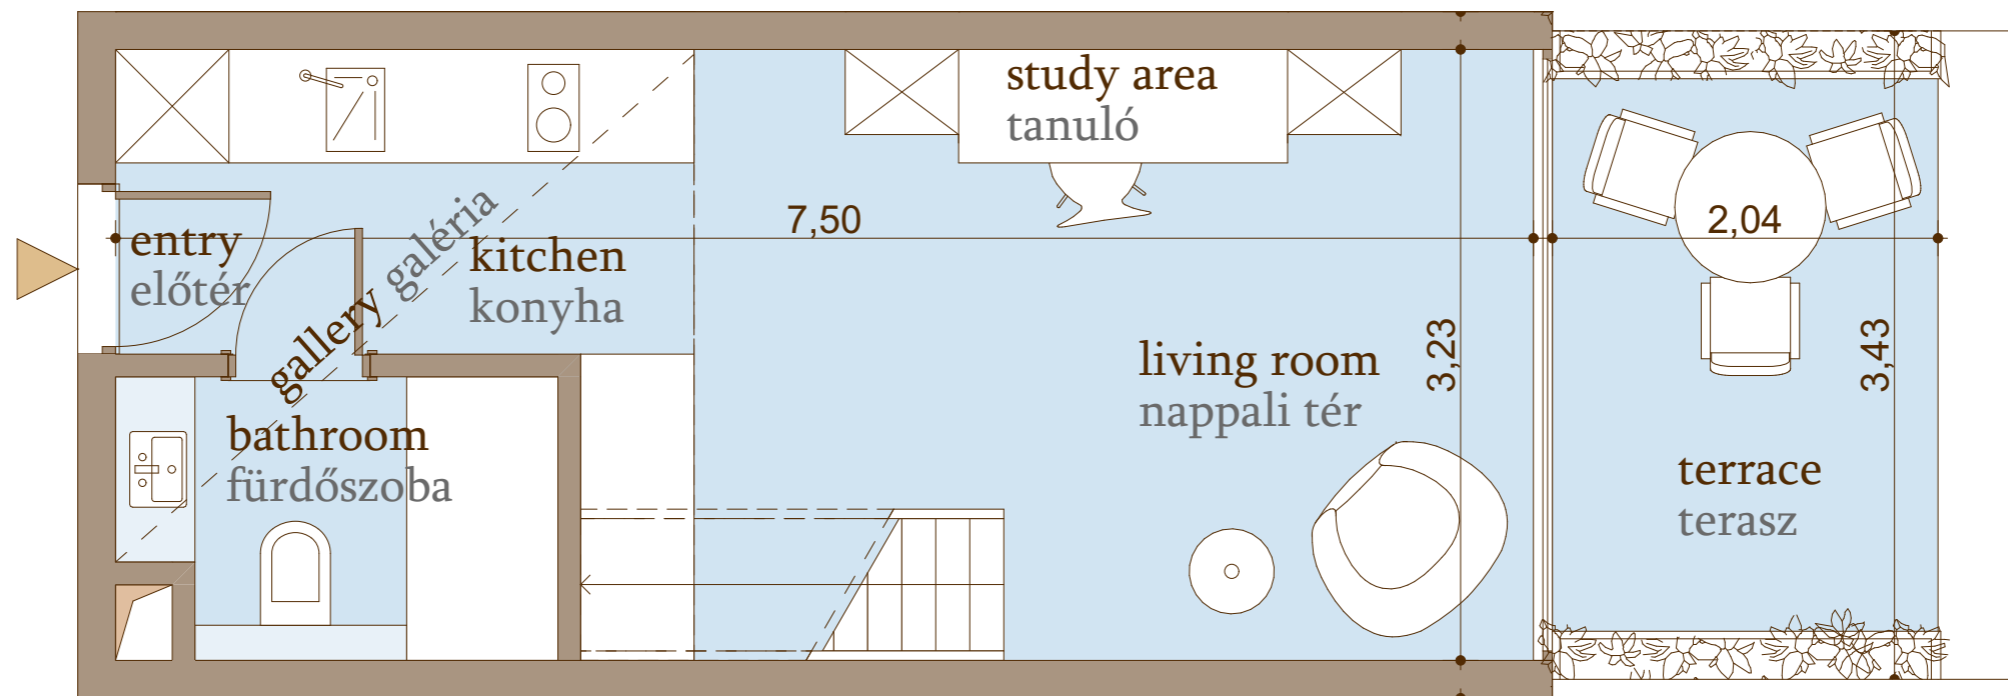 study area
tanuló
entry
előtér
gallery galéria
kitchen
konyha
7,50
2,04
living room
nappali tér
3,23
3,43
bathroom
fürdőszoba
terrace
terasz